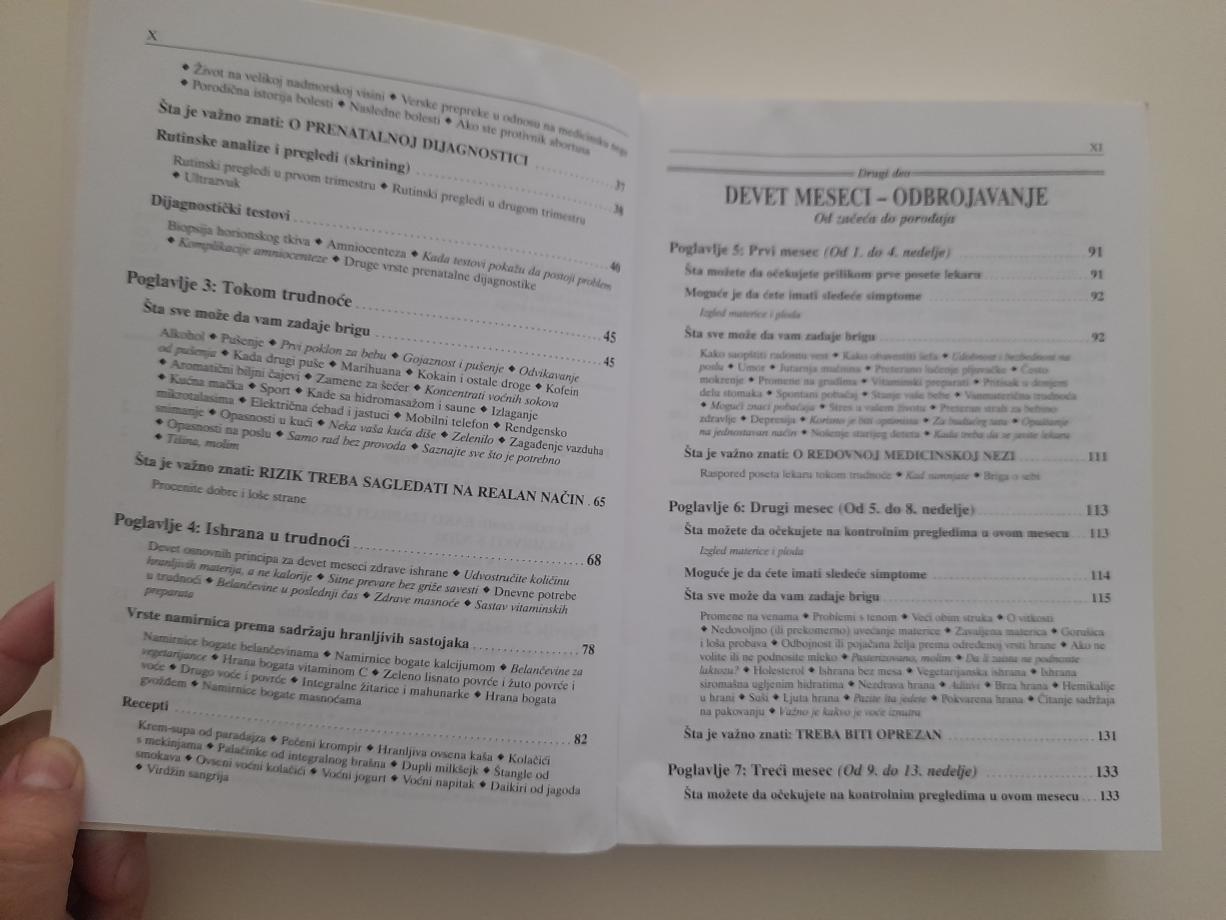 X
◆ Život na velikoj nadmorskoj visini ◆ Verske prepreke u odnosu na medicinsku negu
◆ Porodična istorija bolesti ◆ Nasledne bolesti ◆ Ako ste protivnik abortusa
Šta je važno znati: O PRENATALNOJ DIJAGNOSTICI ............ 37
Rutinske analize i pregledi (skrining) ............ 38
Rutinski pregledi u prvom trimestru ◆ Rutinski pregledi u drugom trimestru
◆ Ultrazvuk
Dijagnostički testovi ............ 40
Biopsija horionskog tkiva ◆ Amniocenteza ◆ Kada testovi pokažu da postoji problem
◆ Komplikacije amniocenteze ◆ Druge vrste prenatalne dijagnostike
Poglavlje 3: Tokom trudnoće ............ 45
Šta sve može da vam zadaje brigu ............ 45
Alkohol ◆ Pušenje ◆ Prvi poklon za bebu ◆ Gojaznost i pušenje ◆ Odvikavanje
od pušenja ◆ Kada drugi puše ◆ Marihuana ◆ Kokain i ostale droge ◆ Kofein
◆ Aromatični biljni čajevi ◆ Zamene za šećer ◆ Koncentrati voćnih sokova
◆ Kućna mačka ◆ Sport ◆ Kade sa hidromasažom i saune ◆ Izlaganje
mikrotalasima ◆ Električna ćebad i jastuci ◆ Mobilni telefon ◆ Rendgensko
snimanje ◆ Opasnosti u kući ◆ Neka vaša kuća diše ◆ Zelenilo ◆ Zagađenje vazduha
◆ Opasnosti na poslu ◆ Samo rad bez provoda ◆ Saznajte sve što je potrebno
◆ Tišina, molim
Šta je važno znati: RIZIK TREBA SAGLEDATI NA REALAN NAČIN . 65
Procenite dobre i loše strane
Poglavlje 4: Ishrana u trudnoći ............ 68
Devet osnovnih principa za devet meseci zdrave ishrane ◆ Udvostručite količinu
hranljivih materija, a ne kalorije ◆ Sitne prevare bez griže savesti ◆ Dnevne potrebe
u trudnoći ◆ Belančevine u poslednji čas ◆ Zdrave masnoće ◆ Sastav vitaminskih
preparata
Vrste namirnica prema sadržaju hranljivih sastojaka ............ 78
Namirnice bogate belančevinama ◆ Namirnice bogate kalcijumom ◆ Belančevine za
vegetarijance ◆ Hrana bogata vitaminom C ◆ Zeleno lisnato povrće i žuto povrće i
voće ◆ Drugo voće i povrće ◆ Integralne žitarice i mahunarke ◆ Hrana bogata
gvožđem ◆ Namirnice bogate masnoćama
Recepti ............ 82
Krem-supa od paradajza ◆ Pečeni krompir ◆ Hranljiva ovsena kaša ◆ Kolačići
s mekinjama ◆ Palačinke od integralnog brašna ◆ Dupli milkšejk ◆ Štangle od
smokava ◆ Ovseni voćni kolačići ◆ Voćni jogurt ◆ Voćni napitak ◆ Daikiri od jagoda
◆ Virdžin sangrija
XI
Drugi deo
DEVET MESECI – ODBROJAVANJE
Od začeća do porođaja
Poglavlje 5: Prvi mesec (Od 1. do 4. nedelje) ............ 91
Šta možete da očekujete prilikom prve posete lekaru ............ 91
Moguće je da ćete imati sledeće simptome ............ 92
Izgled materice i ploda
Šta sve može da vam zadaje brigu ............ 92
Kako saopštiti radosnu vest ◆ Kako obavestiti šefa ◆ Udobnost i bezbednost na
poslu ◆ Umor ◆ Jutarnja mučnina ◆ Preterano lučenje pljuvačke ◆ Često
mokrenje ◆ Promene na grudima ◆ Vitaminski preparati ◆ Pritisak u donjem
delu stomaka ◆ Spontani pobačaj ◆ Stanje vaše bebe ◆ Vanmaterična trudnoća
◆ Mogući znaci pobačaja ◆ Stres u vašem životu ◆ Preteran strah za bebino
zdravlje ◆ Depresija ◆ Korisno je biti optimista ◆ Za budućeg tatu ◆ Opuštanje
na jednostavan način ◆ Nošenje starijeg deteta ◆ Kada treba da se javite lekaru
Šta je važno znati: O REDOVNOJ MEDICINSKOJ NEZI ............ 111
Raspored poseta lekaru tokom trudnoće ◆ Kad sumnjate ◆ Briga o sebi
Poglavlje 6: Drugi mesec (Od 5. do 8. nedelje) ............ 113
Šta možete da očekujete na kontrolnim pregledima u ovom mesecu ... 113
Izgled materice i ploda
Moguće je da ćete imati sledeće simptome ............ 114
Šta sve može da vam zadaje brigu ............ 115
Promene na venama ◆ Problemi s tenom ◆ Veći obim struka ◆ O vitkosti
◆ Nedovoljno (ili prekomerno) uvećanje materice ◆ Zavaljena materica ◆ Gorušica
i loša probava ◆ Odbojnost ili pojačana želja prema određenoj vrsti hrane ◆ Ako ne
volite ili ne podnosite mleko ◆ Pasterizovano, molim ◆ Da li zaista ne podnosite
laktozu? ◆ Holesterol ◆ Ishrana bez mesa ◆ Vegetarijanska ishrana ◆ Ishrana
siromašna ugljenim hidratima ◆ Nezdrava hrana ◆ Aditivi ◆ Brza hrana ◆ Hemikalije
u hrani ◆ Suši ◆ Ljuta hrana ◆ Pazite šta jedete ◆ Pokvarena hrana ◆ Čitanje sadržaja
na pakovanju ◆ Važno je kakvo je voće iznutra
Šta je važno znati: TREBA BITI OPREZAN ............ 131
Poglavlje 7: Treći mesec (Od 9. do 13. nedelje) ............ 133
Šta možete da očekujete na kontrolnim pregledima u ovom mesecu ... 133